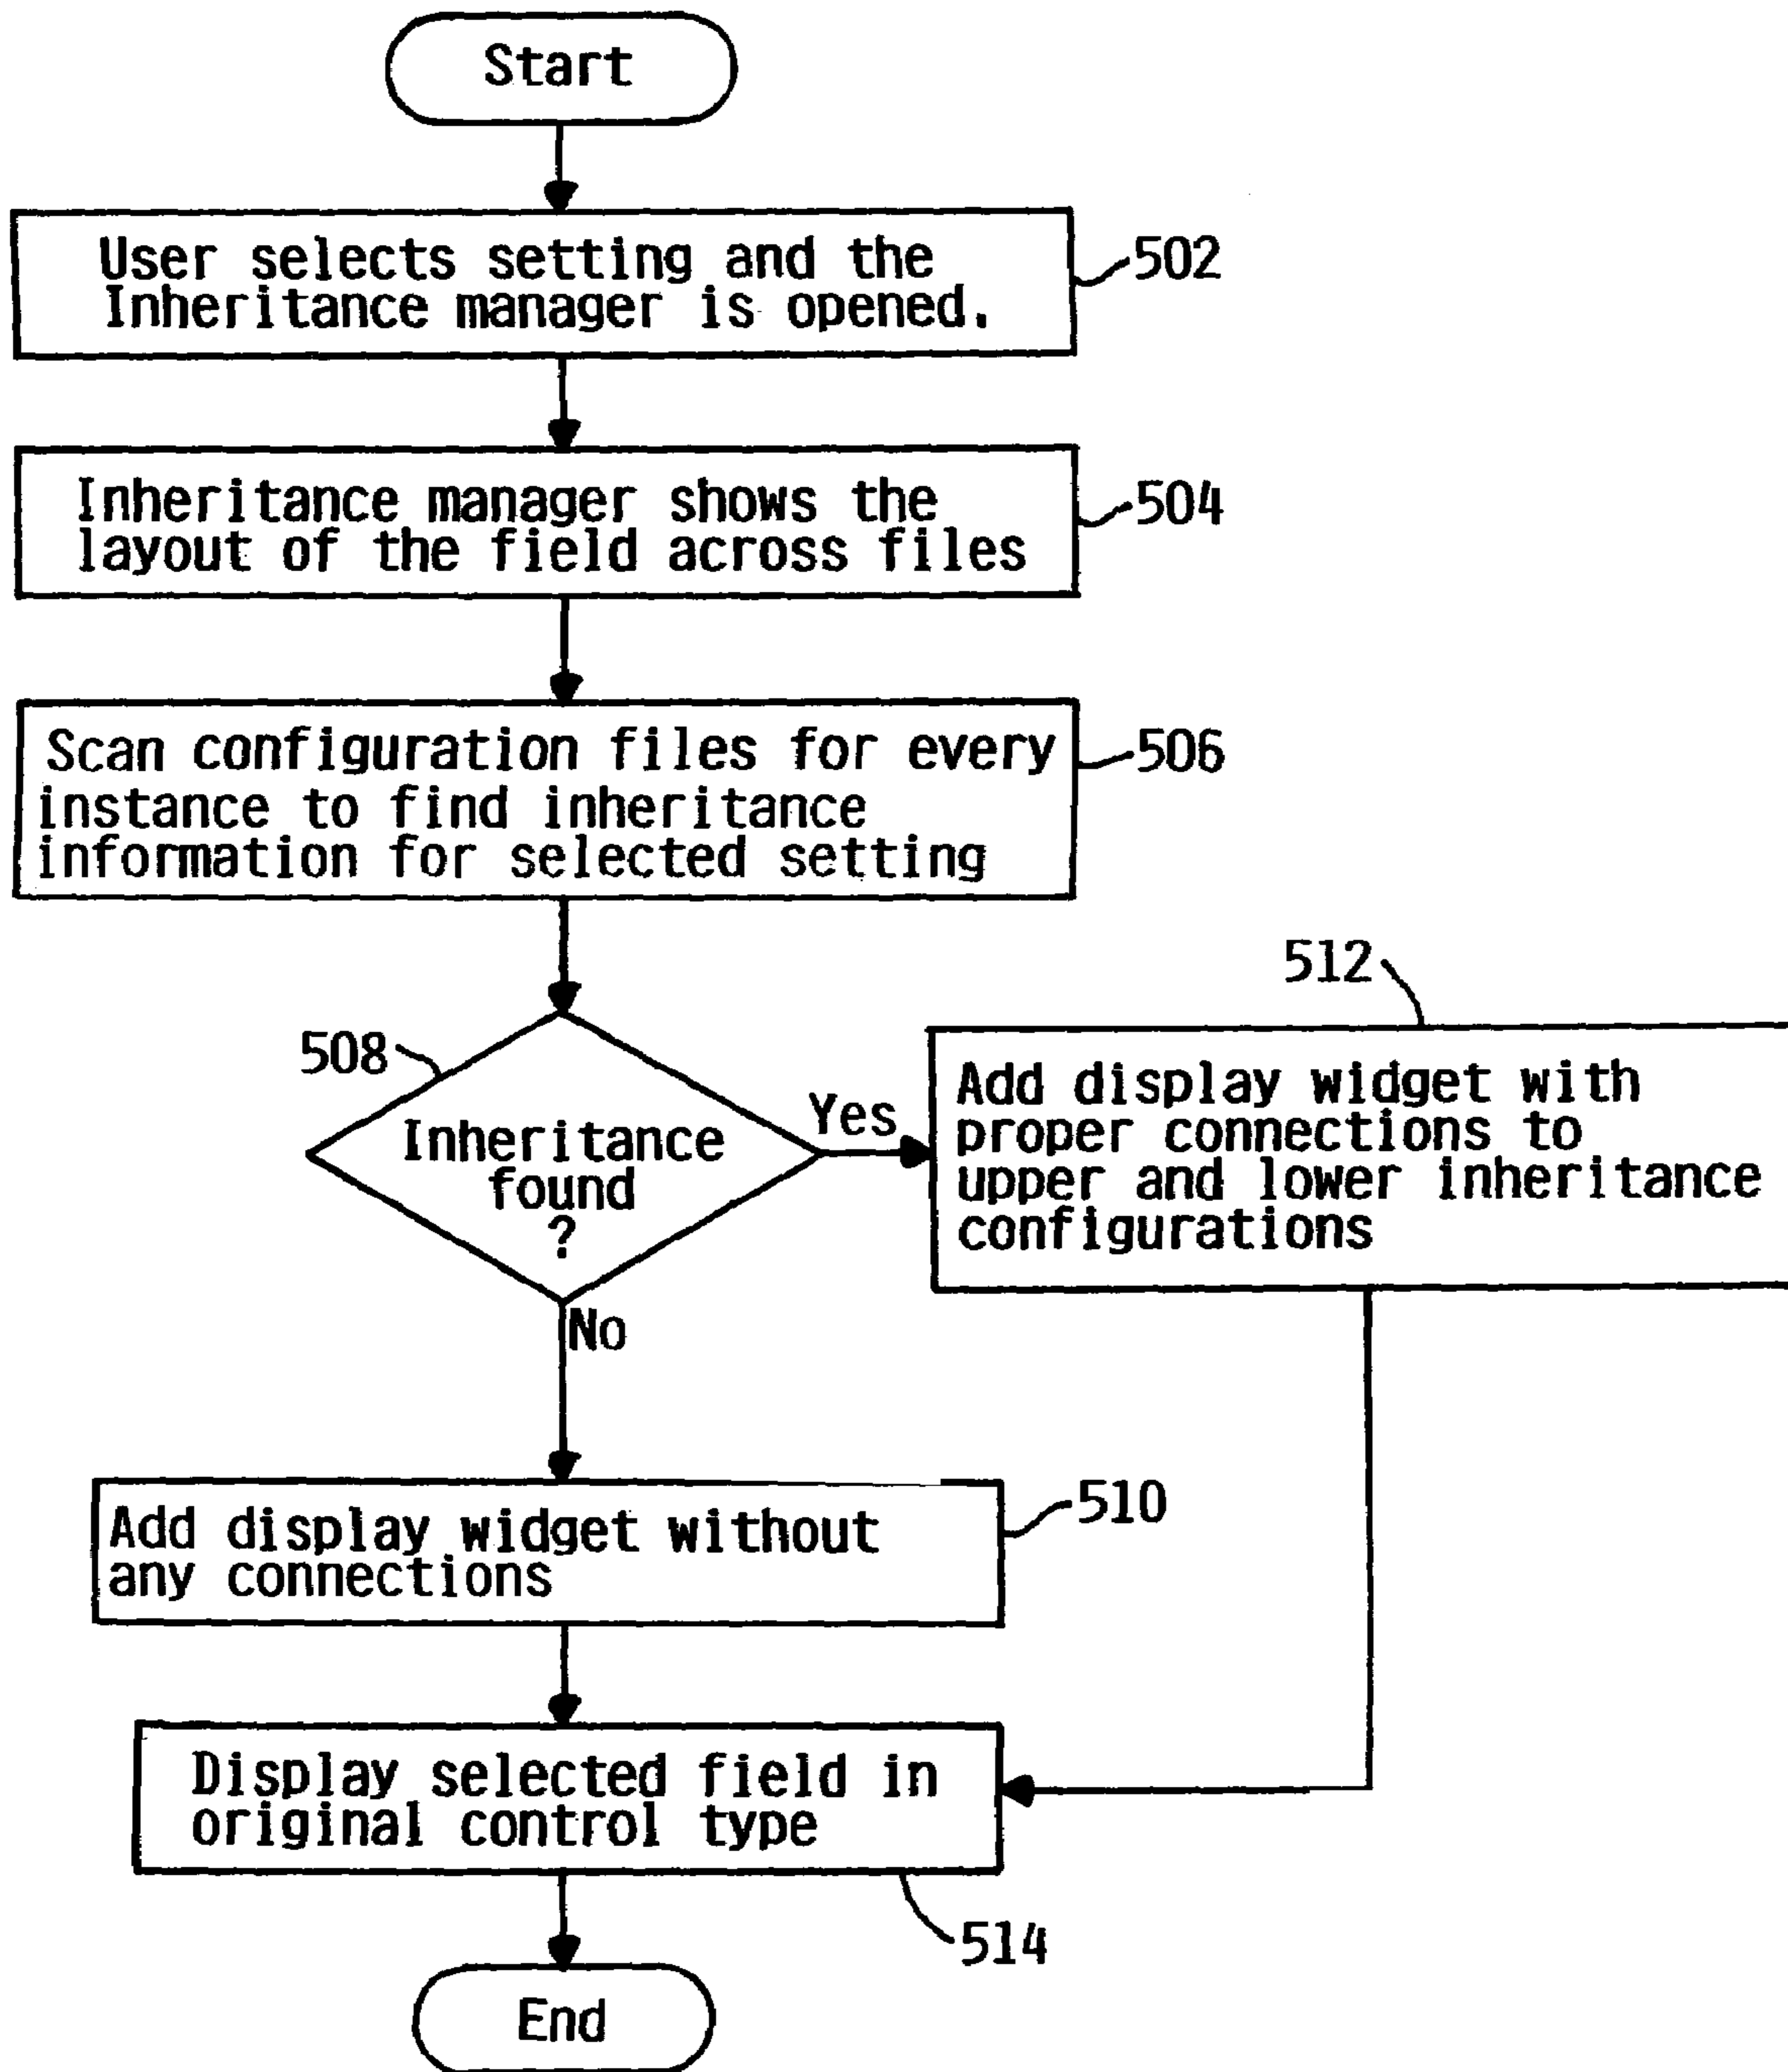 Start
User selects setting and the
Inheritance manager is opened.
502
Inheritance manager shows the
layout of the field across files
504
Scan configuration files for every
instance to find inheritance
information for selected setting
506
508
Inheritance
found
?
Yes
512
Add display widget with
proper connections to
upper and lower inheritance
configurations
No
Add display widget without
any connections
510
Display selected field in
original control type
514
End